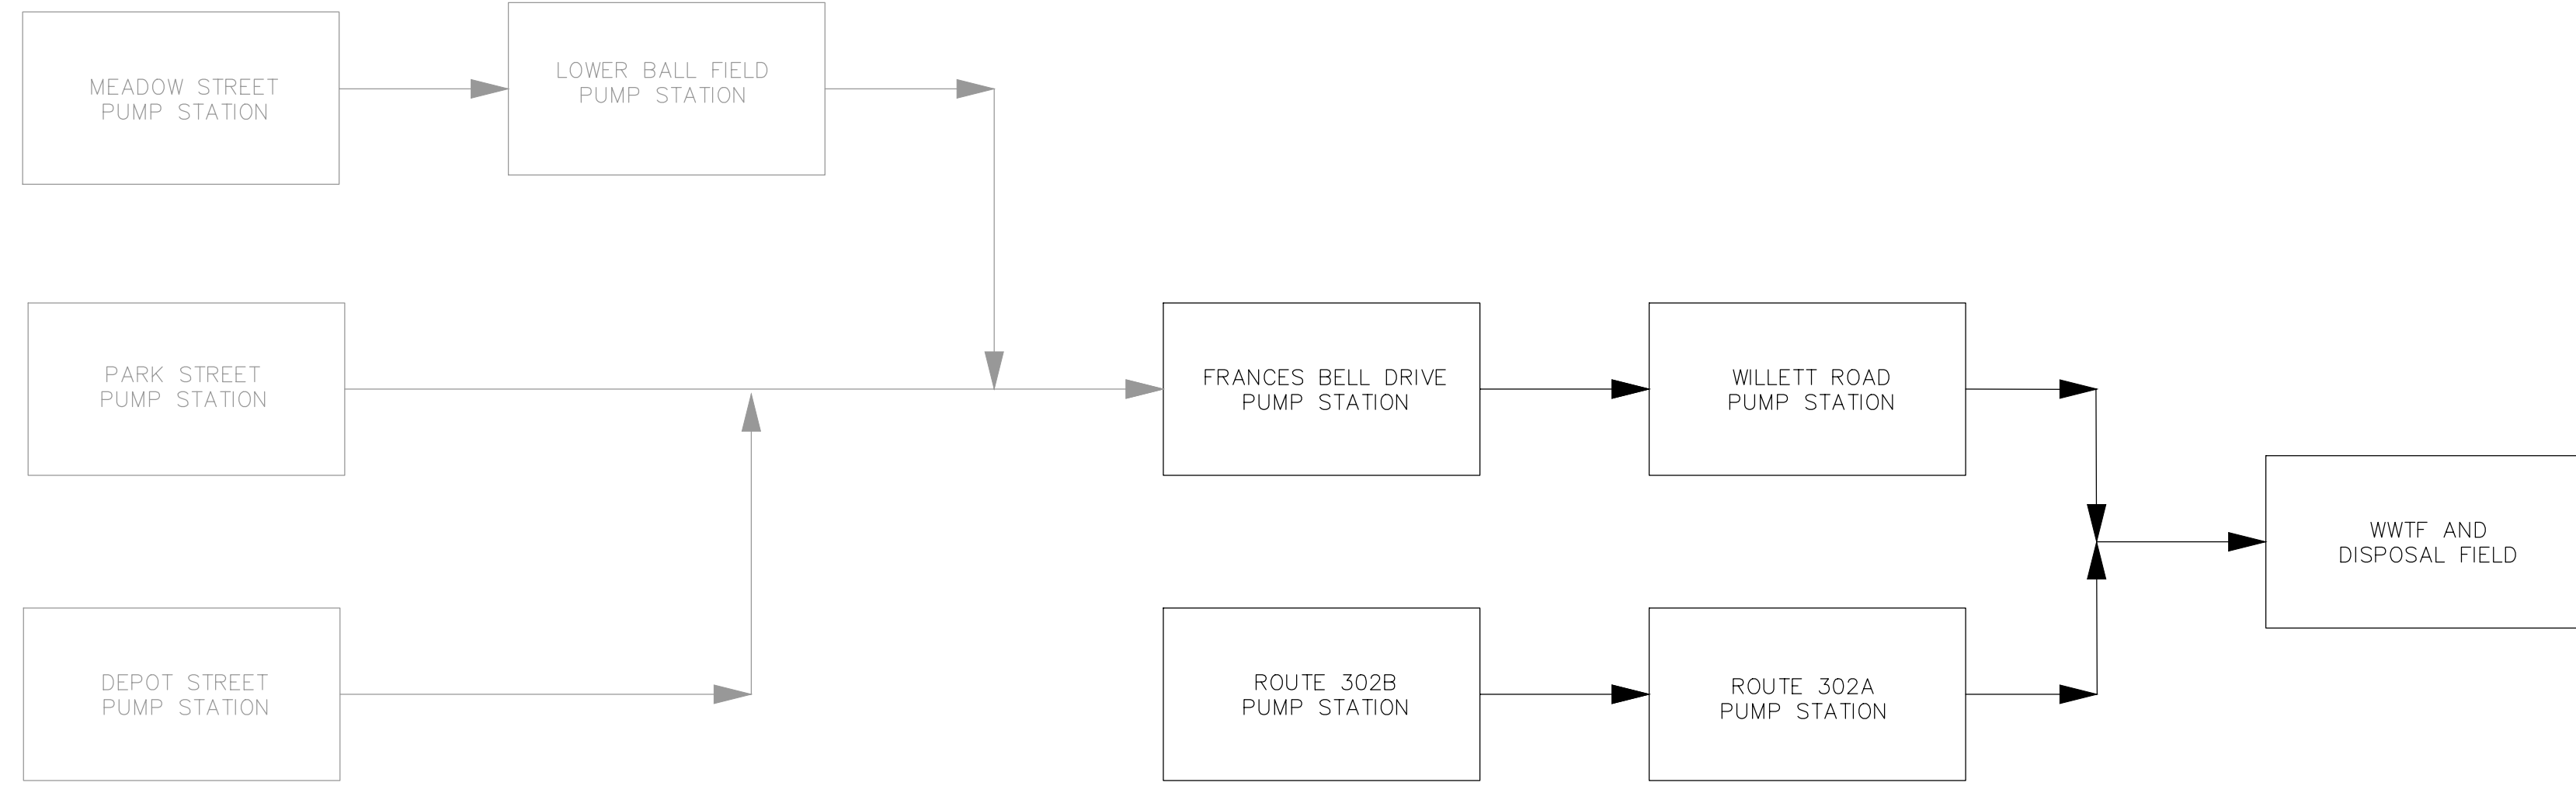 MEADOW STREET
PUMP STATION
LOWER BALL FIELD
PUMP STATION
PARK STREET
PUMP STATION
FRANCES BELL DRIVE
PUMP STATION
WILLETT ROAD
PUMP STATION
WWTF AND
DISPOSAL FIELD
DEPOT STREET
PUMP STATION
ROUTE 302B
PUMP STATION
ROUTE 302A
PUMP STATION